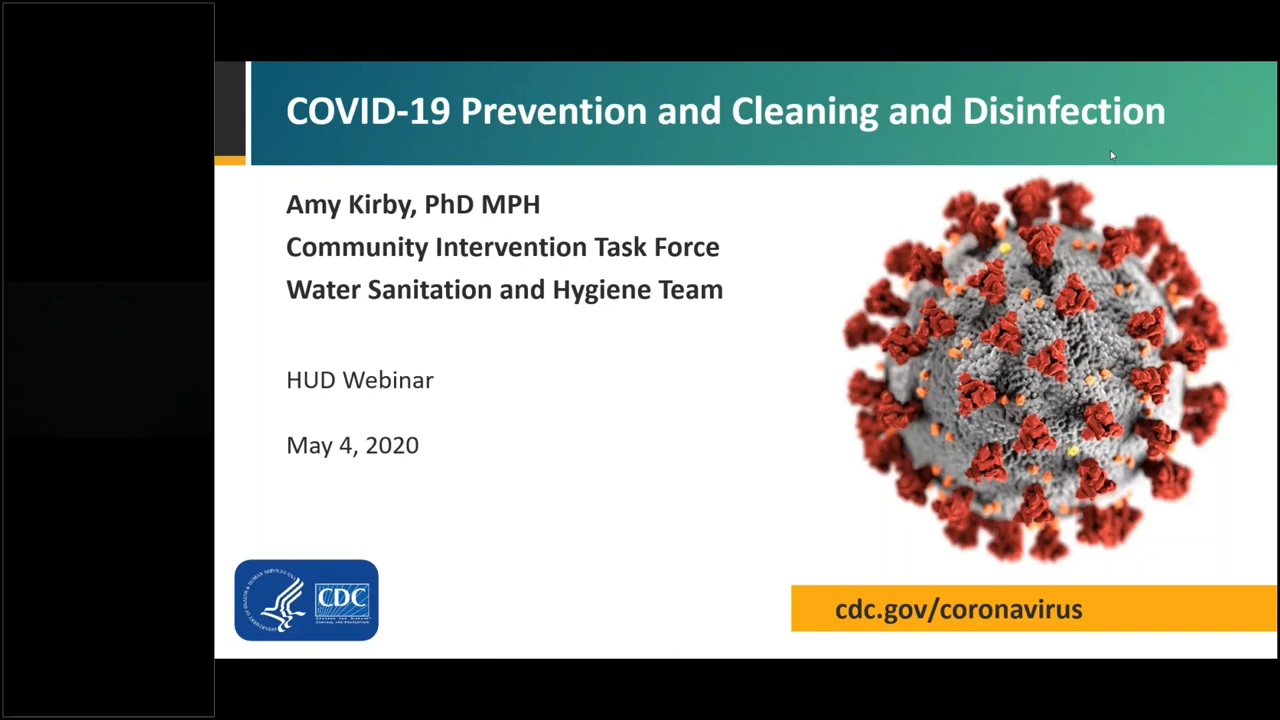 COVID-19 Prevention and Cleaning and Disinfection
Amy Kirby, PhD MPH
Community Intervention Task Force
Water Sanitation and Hygiene Team
HUD Webinar
May 4, 2020
CDC
cdc.gov/coronavirus